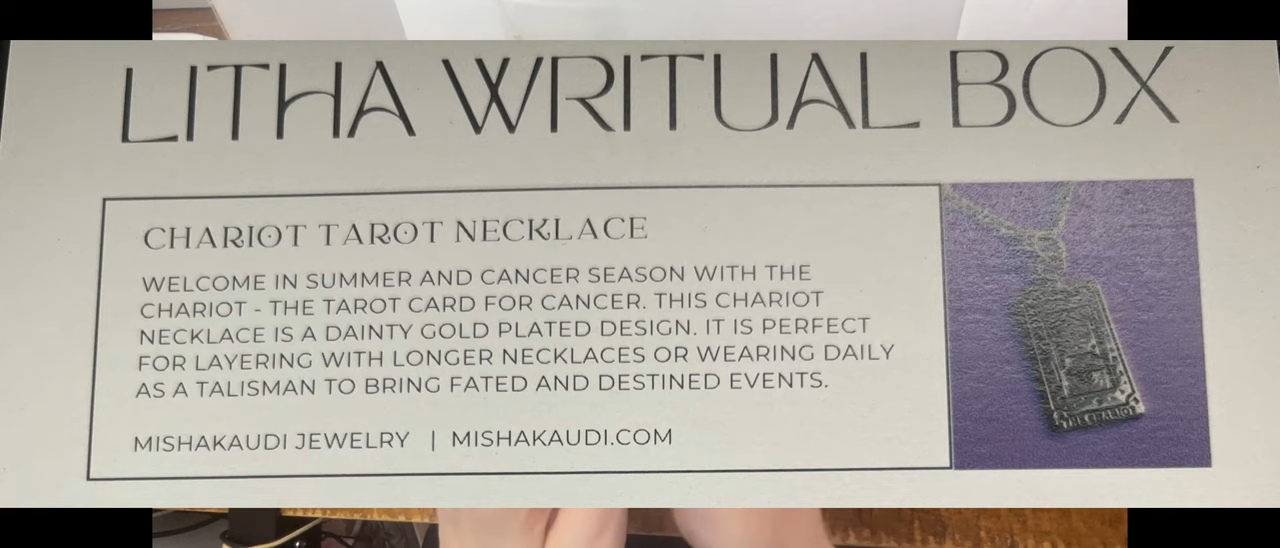 LITHA WRITUAL BOX
CHARIOT TAROT NECKLACE
WELCOME IN SUMMER AND CANCER SEASON WITH THE
CHARIOT - THE TAROT CARD FOR CANCER. THIS CHARIOT
NECKLACE IS A DAINTY GOLD PLATED DESIGN. IT IS PERFECT
FOR LAYERING WITH LONGER NECKLACES OR WEARING DAILY
AS A TALISMAN TO BRING FATED AND DESTINED EVENTS.
MISHAKAUDI JEWELRY | MISHAKAUDI.COM
THE CHARIOT